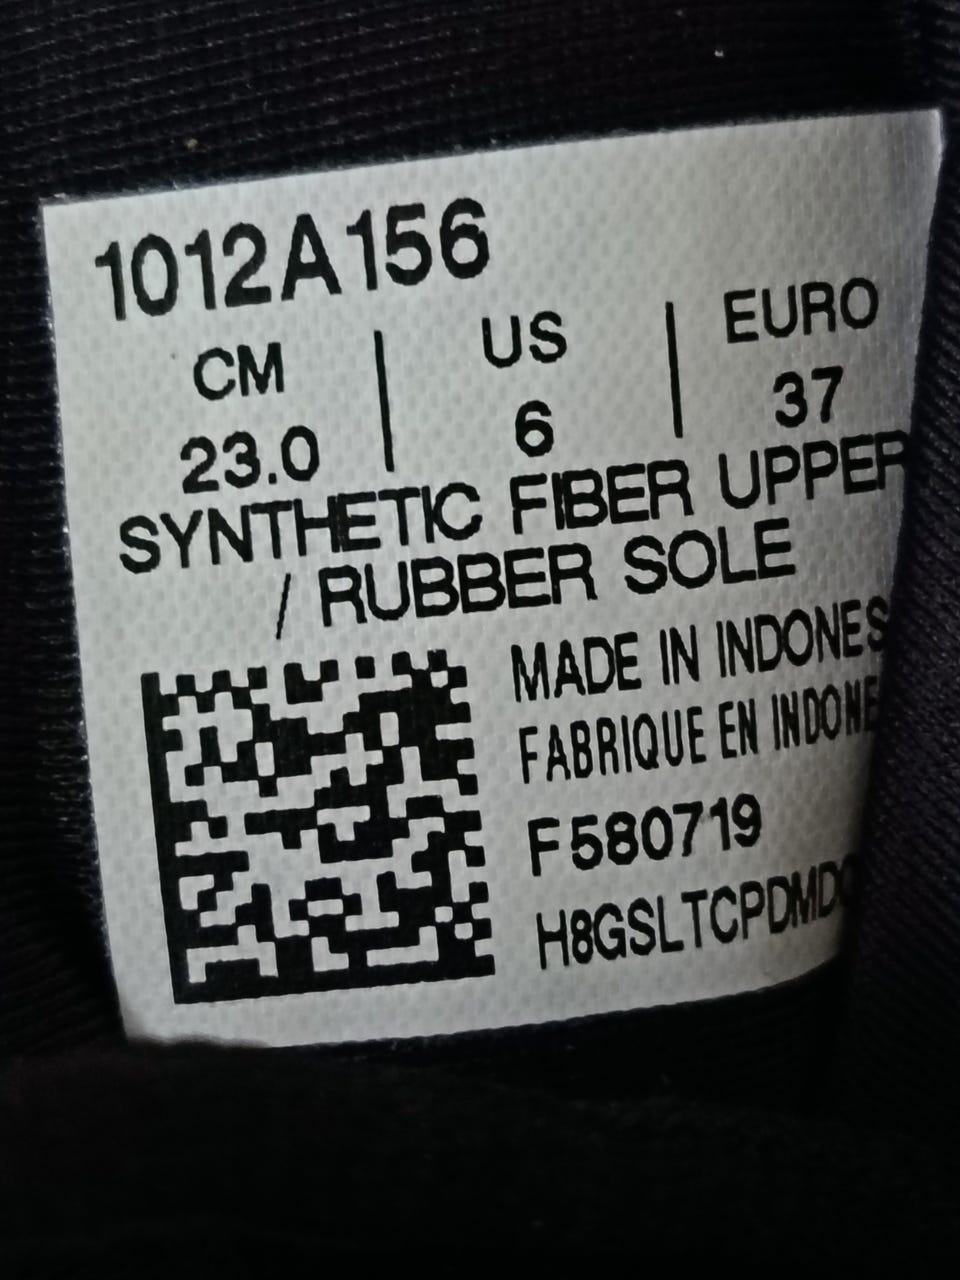 1012A156
CM | US | EURO
23.0 | 6 | 37
SYNTHETIC FIBER UPPER
/ RUBBER SOLE
MADE IN INDONES
FABRIQUE EN INDONE
F580719
H8GSLTCPDMD